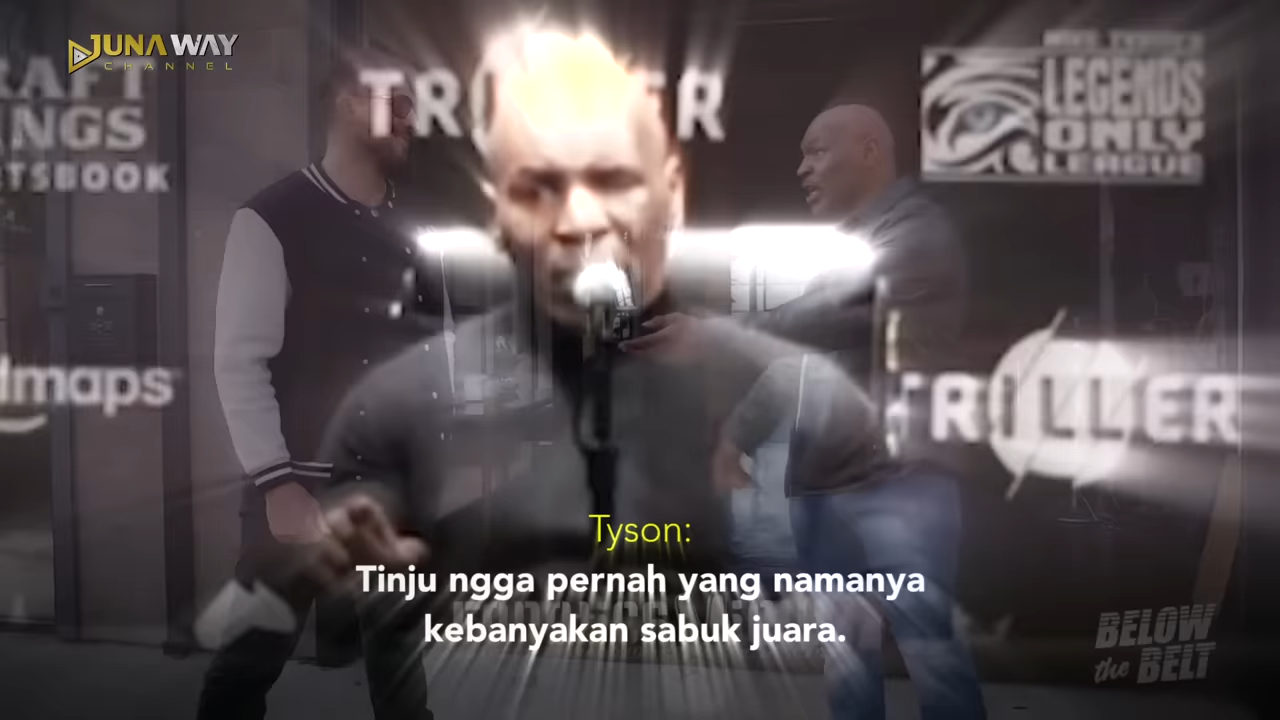 JUNA WAY
CHANNEL
TRILLER
LEGENDS
ONLY
LEAGUE
TRILLER
Tyson:
Tinju ngga pernah yang namanya
kebanyakan sabuk juara.
BELOW
the BELT